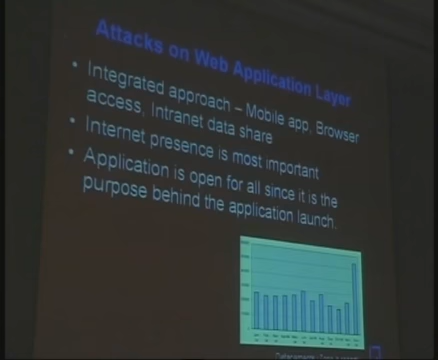 Attacks on Web Application Layer
• Integrated approach – Mobile app, Browser
access, Intranet data share
• Internet presence is most important
• Application is open for all since it is the
purpose behind the application launch.